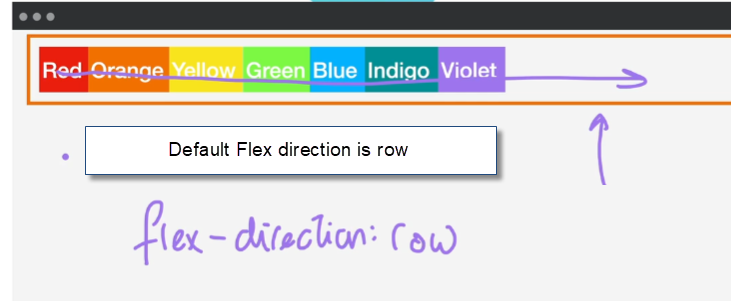 Red Orange Yellow Green Blue Indigo Violet
Default Flex direction is row
flex-direction: row